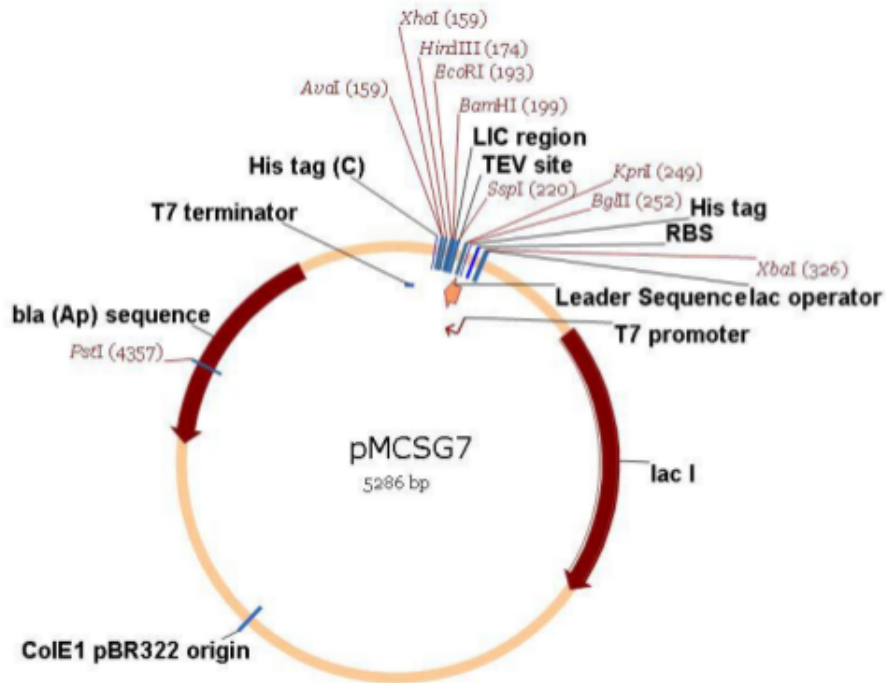 XhoI (159)
HindIII (174)
EcoRI (193)
AvaI (159)
BamHI (199)
LIC region
His tag (C)
TEV site
KpnI (249)
SspI (220)
BglII (252)
His tag
T7 terminator
RBS
XbaI (326)
Leader Sequence lac operator
bla (Ap) sequence
T7 promoter
PstI (4357)
pMCSG7
5286 bp
lac I
ColE1 pBR322 origin